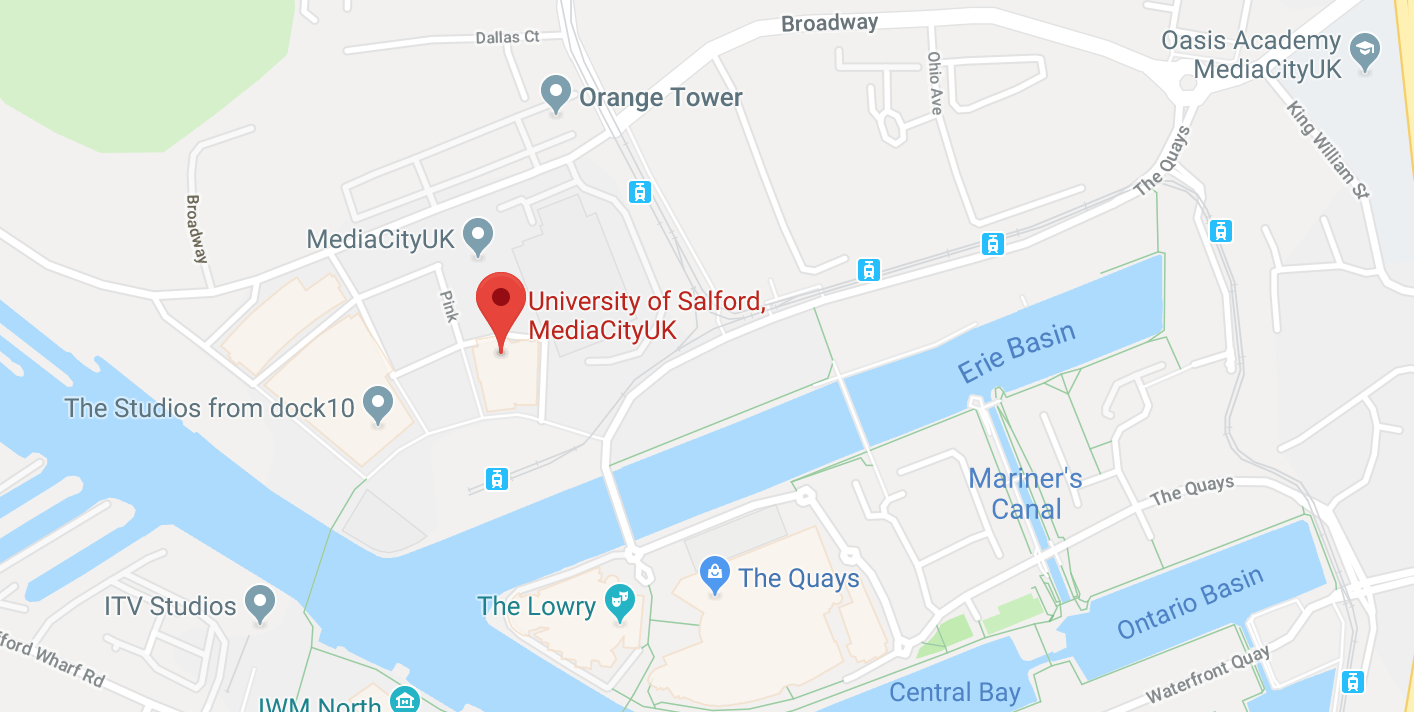 Broadway
Dallas Ct
Ohio Ave
Oasis Academy
MediaCityUK
Orange Tower
King William St
The Quays
Broadway
MediaCityUK
Pink
University of Salford,
MediaCityUK
Erie Basin
The Studios from dock10
Mariner's
Canal
The Quays
The Quays
The Lowry
ITV Studios
Ontario Basin
fford Wharf Rd
Waterfront Quay
Central Bay
IWM North